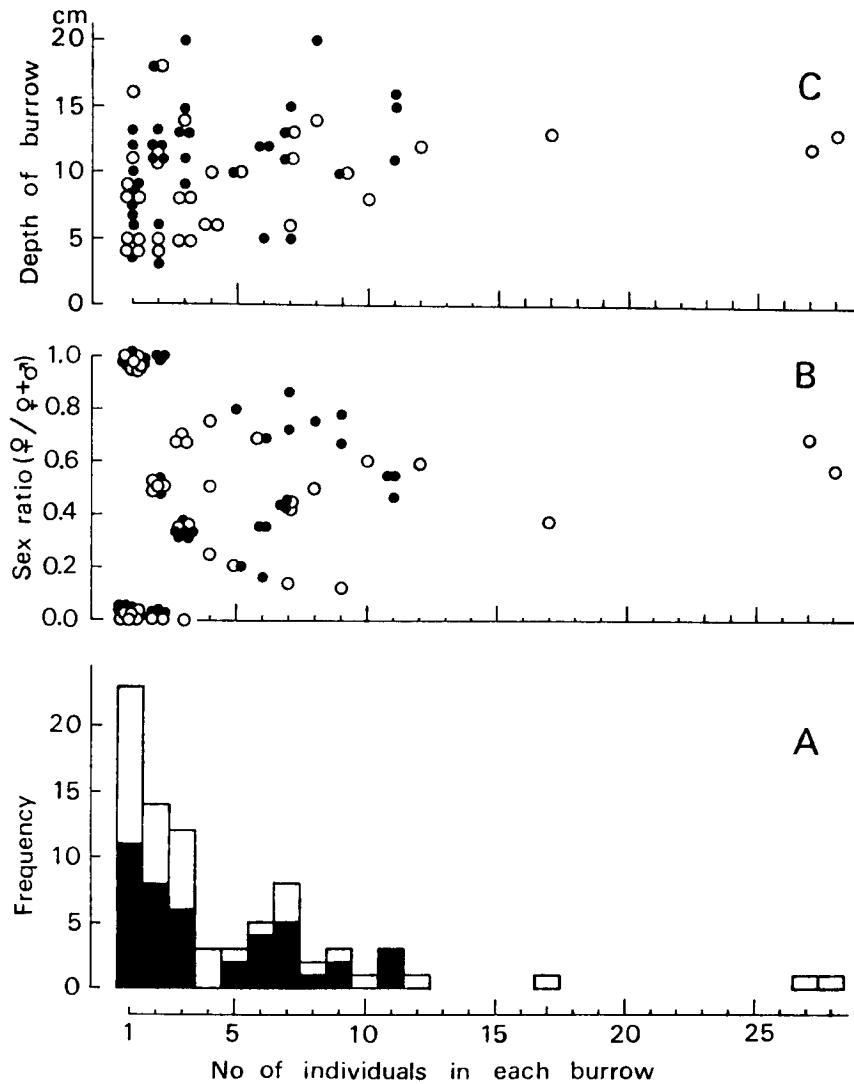 cm
20
15
10
5
0
Depth of burrow
C
1.0
0.8
0.6
0.4
0.2
0.0
Sex ratio (♀/♀+♂)
B
20
15
10
5
0
Frequency
A
1 5 10 15 20 25
No of individuals in each burrow